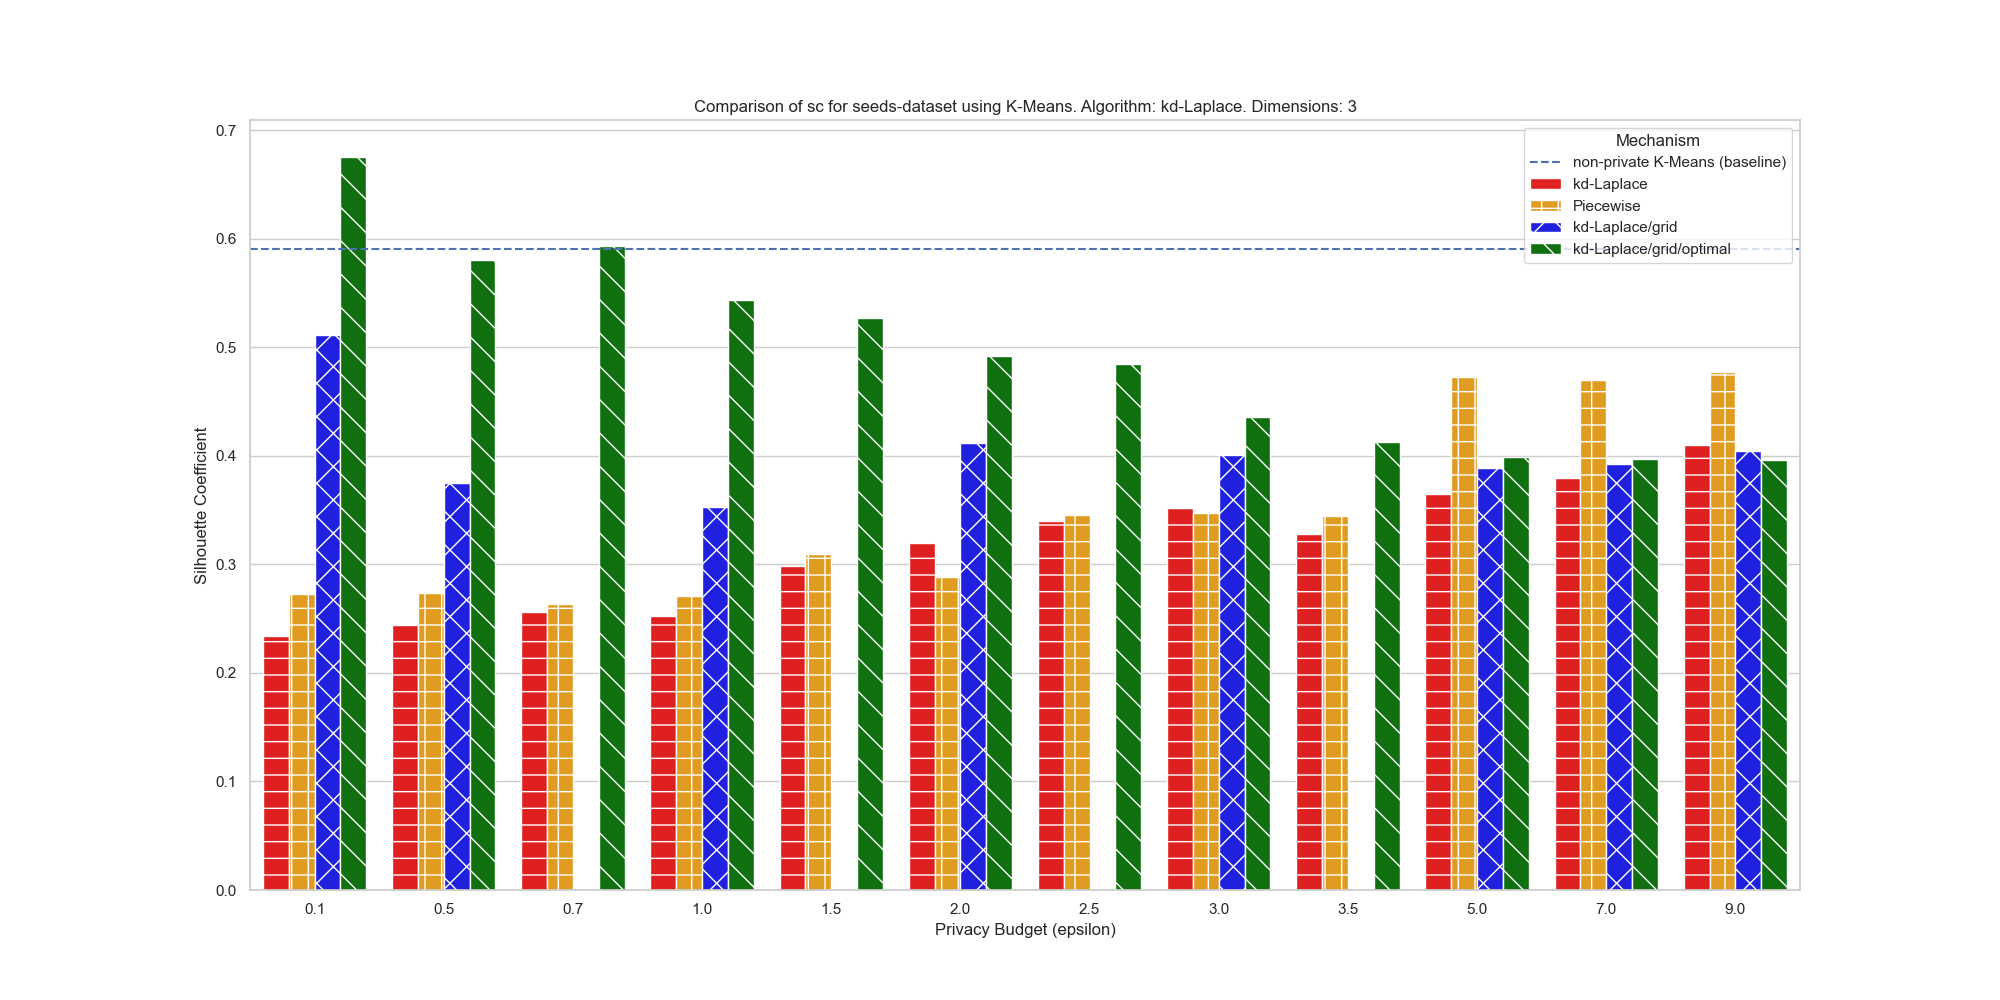 Comparison of sc for seeds-dataset using K-Means. Algorithm: kd-Laplace. Dimensions: 3
Mechanism
non-private K-Means (baseline)
kd-Laplace
Piecewise
kd-Laplace/grid
kd-Laplace/grid/optimal
Silhouette Coefficient
0.7
0.6
0.5
0.4
0.3
0.2
0.1
0.0
0.1 0.5 0.7 1.0 1.5 2.0 2.5 3.0 3.5 5.0 7.0 9.0
Privacy Budget (epsilon)